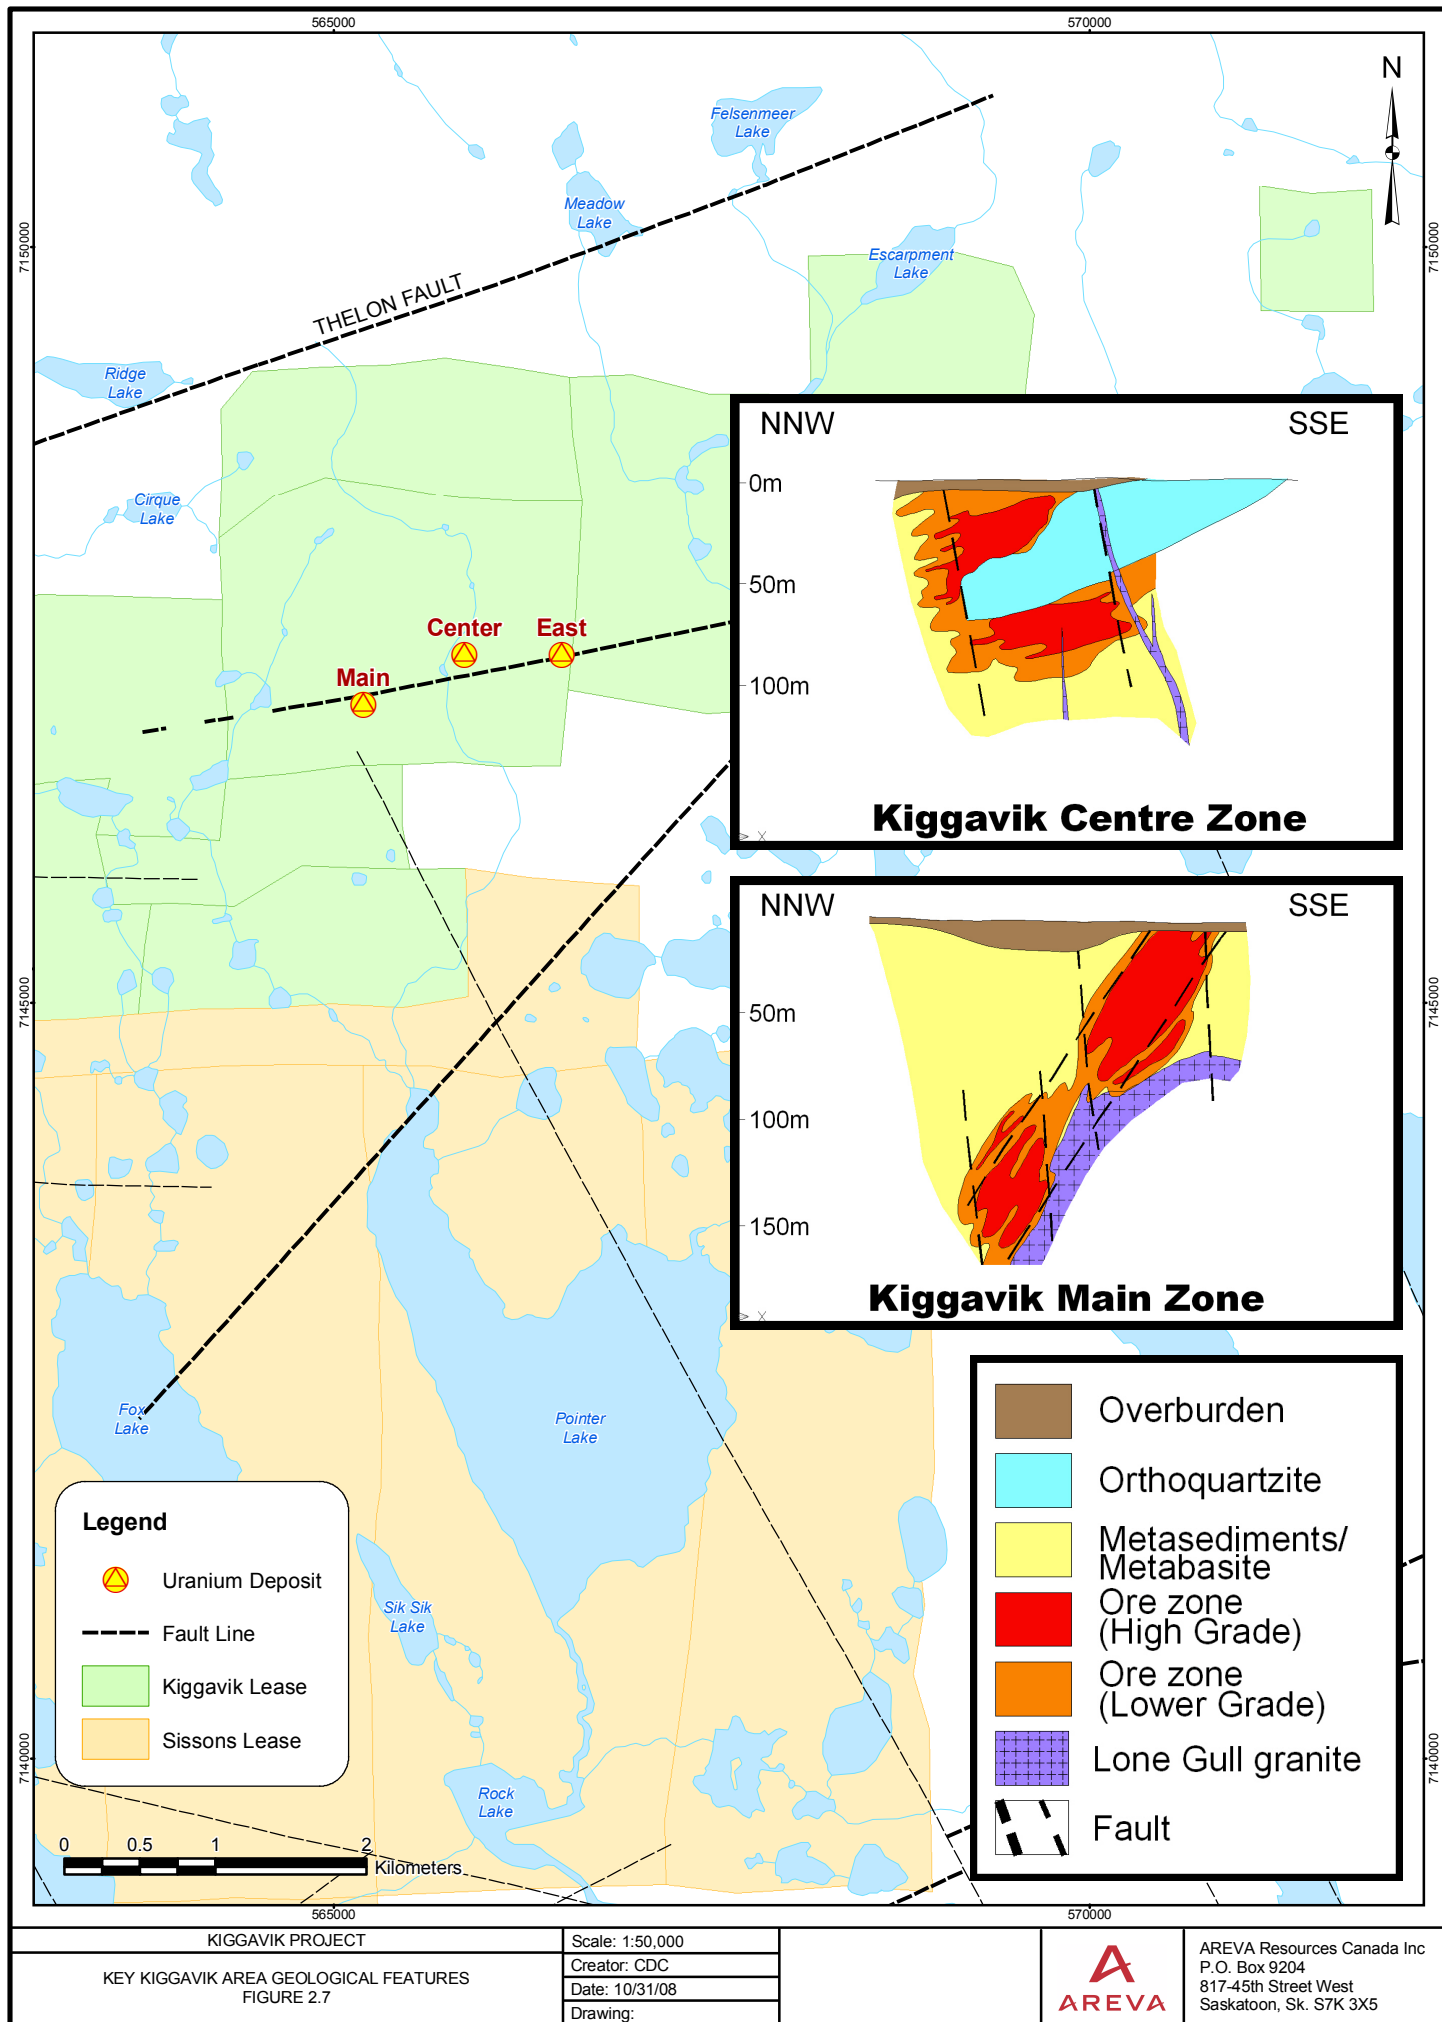 565000
570000
N
Felsenmeer
Lake
Meadow
Lake
Escarpment
Lake
7150000
7150000
THELON FAULT
Ridge
Lake
Cirque
Lake
Center
East
Main
NNW
SSE
0m
50m
100m
Kiggavik Centre Zone
X
NNW
SSE
50m
100m
150m
Kiggavik Main Zone
X
7145000
7145000
Fox
Lake
Pointer
Lake
Sik Sik
Lake
Rock
Lake
Legend
Uranium Deposit
Fault Line
Kiggavik Lease
Sissons Lease
Overburden
Orthoquartzite
Metasediments/
Metabasite
Ore zone
(High Grade)
Ore zone
(Lower Grade)
Lone Gull granite
Fault
7140000
7140000
0 0.5 1 2
Kilometers
565000
570000
KIGGAVIK PROJECT
KEY KIGGAVIK AREA GEOLOGICAL FEATURES
FIGURE 2.7
Scale: 1:50,000
Creator: CDC
Date: 10/31/08
Drawing:
AREVA
AREVA Resources Canada Inc
P.O. Box 9204
817-45th Street West
Saskatoon, Sk. S7K 3X5